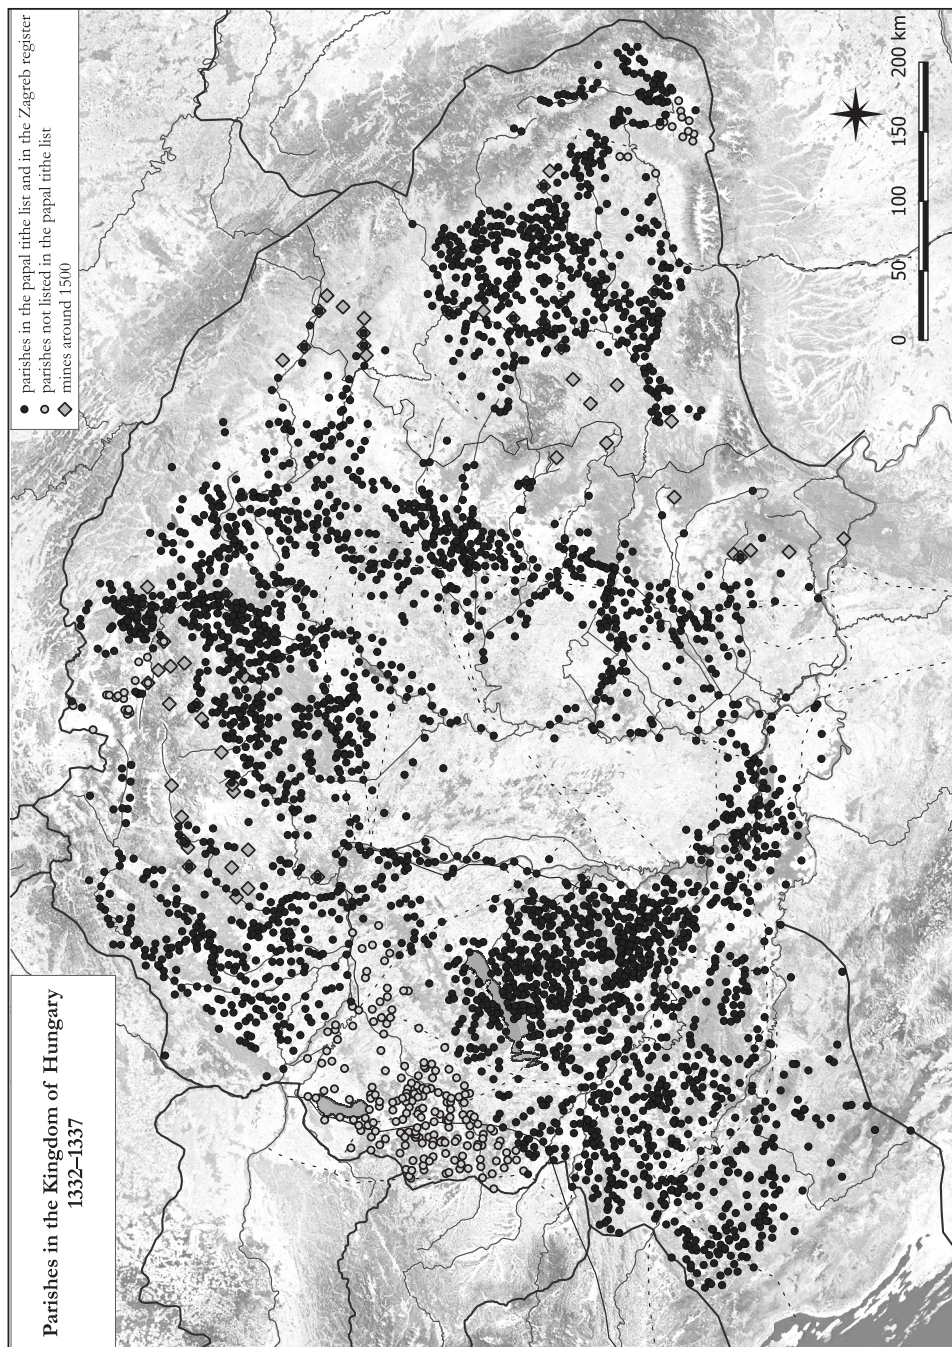 Parishes in the Kingdom of Hungary
1332–1337
parishes in the papal tithe list and in the Zagreb register
parishes not listed in the papal tithe list
mines around 1500
0 50 100 150 200 km